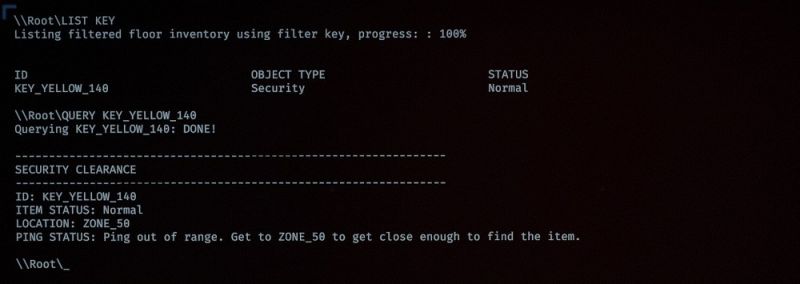 \\Root\LIST KEY
Listing filtered floor inventory using filter key, progress: : 100%
ID OBJECT TYPE STATUS
KEY_YELLOW_140 Security Normal
\\Root\QUERY KEY_YELLOW_140
Querying KEY_YELLOW_140: DONE!
-----------------------------------------------------------------
SECURITY CLEARANCE
-----------------------------------------------------------------
ID: KEY_YELLOW_140
ITEM STATUS: Normal
LOCATION: ZONE_50
PING STATUS: Ping out of range. Get to ZONE_50 to get close enough to find the item.
\\Root\_